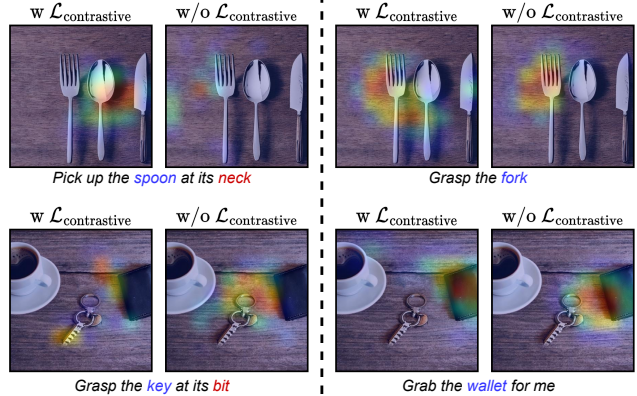 w ℒcontrastive w/o ℒcontrastive w ℒcontrastive w/o ℒcontrastive
Pick up the spoon at its neck Grasp the fork
w ℒcontrastive w/o ℒcontrastive w ℒcontrastive w/o ℒcontrastive
Grasp the key at its bit Grab the wallet for me